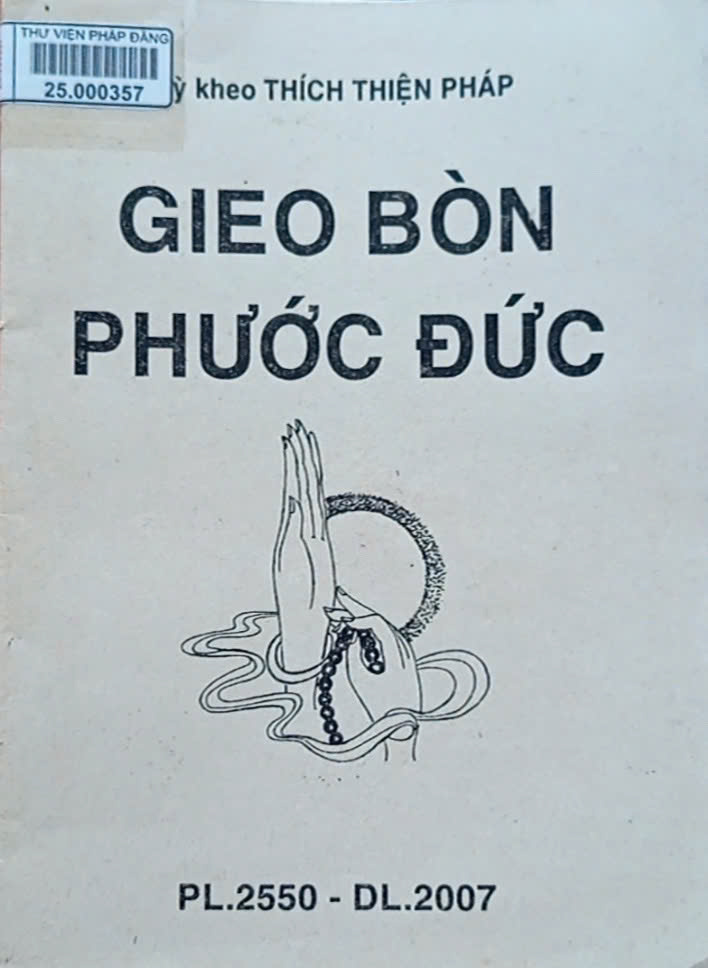 THƯ VIỆN PHÁP ĐĂNG
25.000357
kheo THÍCH THIỆN PHÁP
GIEO BÒN
PHƯỚC ĐỨC
PL.2550 - DL.2007